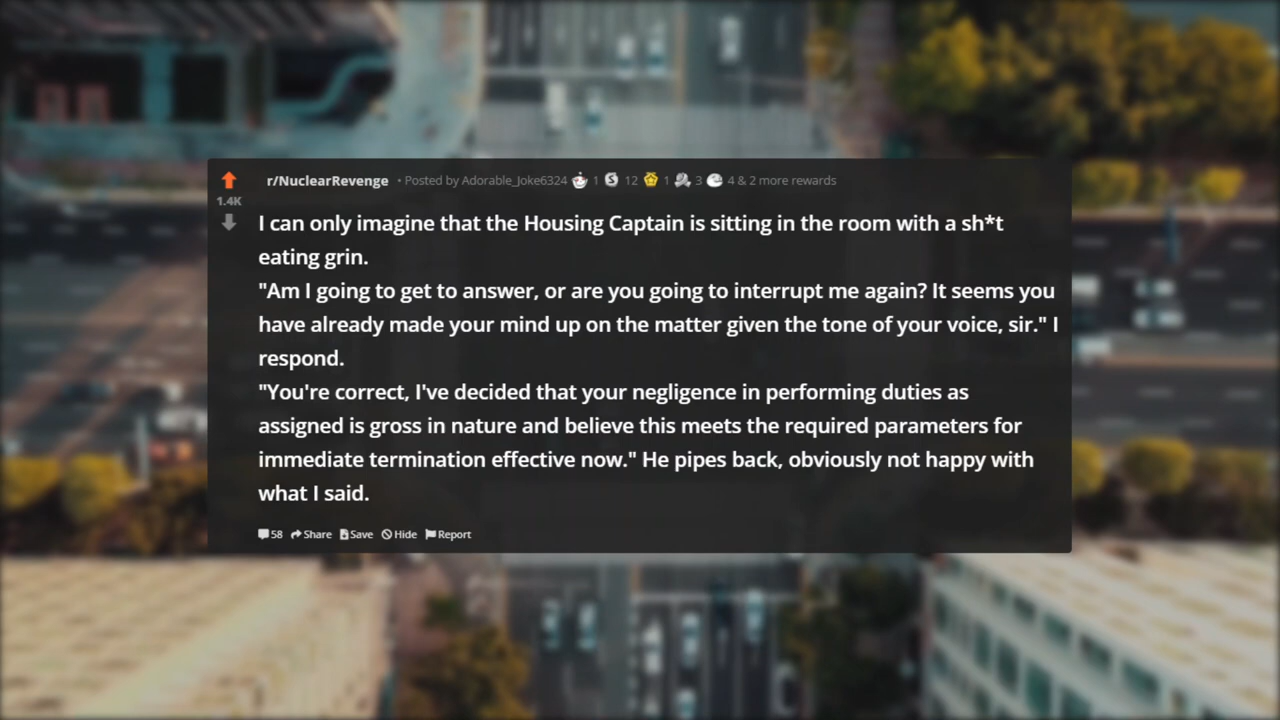 r/NuclearRevenge • Posted by Adorable_Joke6324 1 12 1 3 4 & 2 more rewards
1.4K
I can only imagine that the Housing Captain is sitting in the room with a sh*t
eating grin.
"Am I going to get to answer, or are you going to interrupt me again? It seems you
have already made your mind up on the matter given the tone of your voice, sir." I
respond.
"You're correct, I've decided that your negligence in performing duties as
assigned is gross in nature and believe this meets the required parameters for
immediate termination effective now." He pipes back, obviously not happy with
what I said.
58 Share Save Hide Report